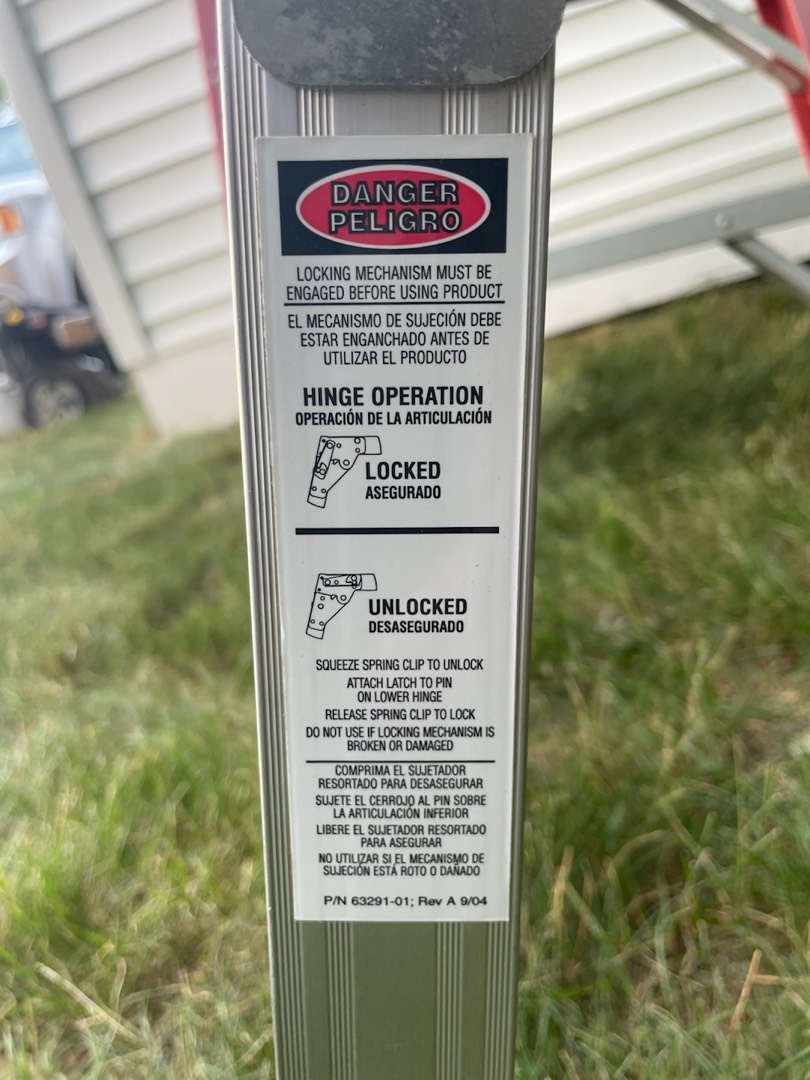 DANGER
PELIGRO
LOCKING MECHANISM MUST BE
ENGAGED BEFORE USING PRODUCT
EL MECANISMO DE SUJECIÓN DEBE
ESTAR ENGANCHADO ANTES DE
UTILIZAR EL PRODUCTO
HINGE OPERATION
OPERACIÓN DE LA ARTICULACIÓN
LOCKED
ASEGURADO
UNLOCKED
DESASEGURADO
SQUEEZE SPRING CLIP TO UNLOCK
ATTACH LATCH TO PIN
ON LOWER HINGE
RELEASE SPRING CLIP TO LOCK
DO NOT USE IF LOCKING MECHANISM IS
BROKEN OR DAMAGED
COMPRIMA EL SUJETADOR
RESORTADO PARA DESASEGURAR
SUJETE EL CERROJO AL PIN SOBRE
LA ARTICULACIÓN INFERIOR
LIBERE EL SUJETADOR RESORTADO
PARA ASEGURAR
NO UTILIZAR SI EL MECANISMO DE
SUJECIÓN ESTÁ ROTO O DAÑADO
P/N 63291-01; Rev A 9/04